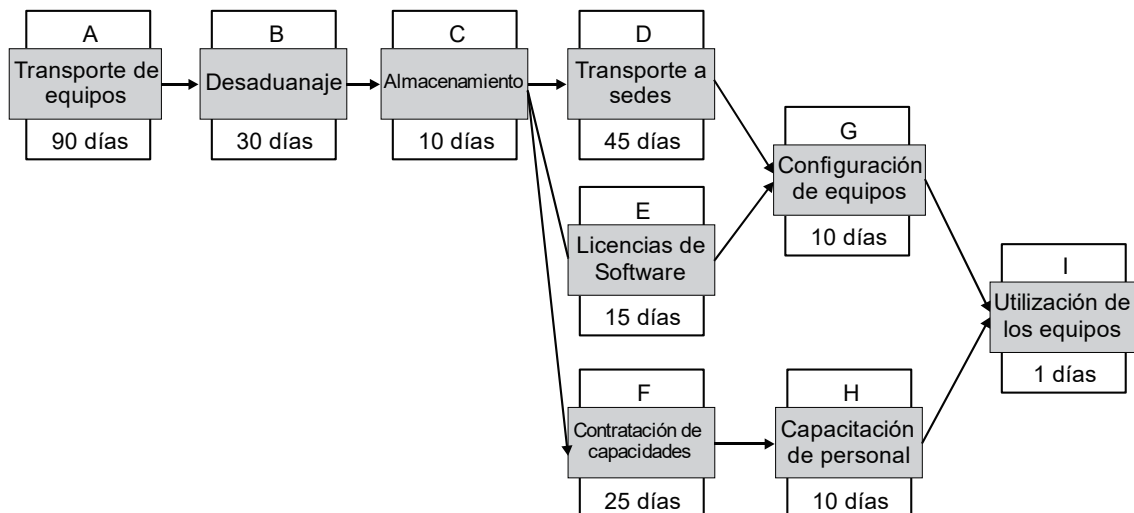 A
Transporte de
equipos
90 días
B
Desaduanaje
30 días
C
Almacenamiento
10 días
D
Transporte a
sedes
45 días
E
Licencias de
Software
15 días
F
Contratación de
capacidades
25 días
G
Configuración
de equipos
10 días
H
Capacitación
de personal
10 días
I
Utilización de
los equipos
1 días